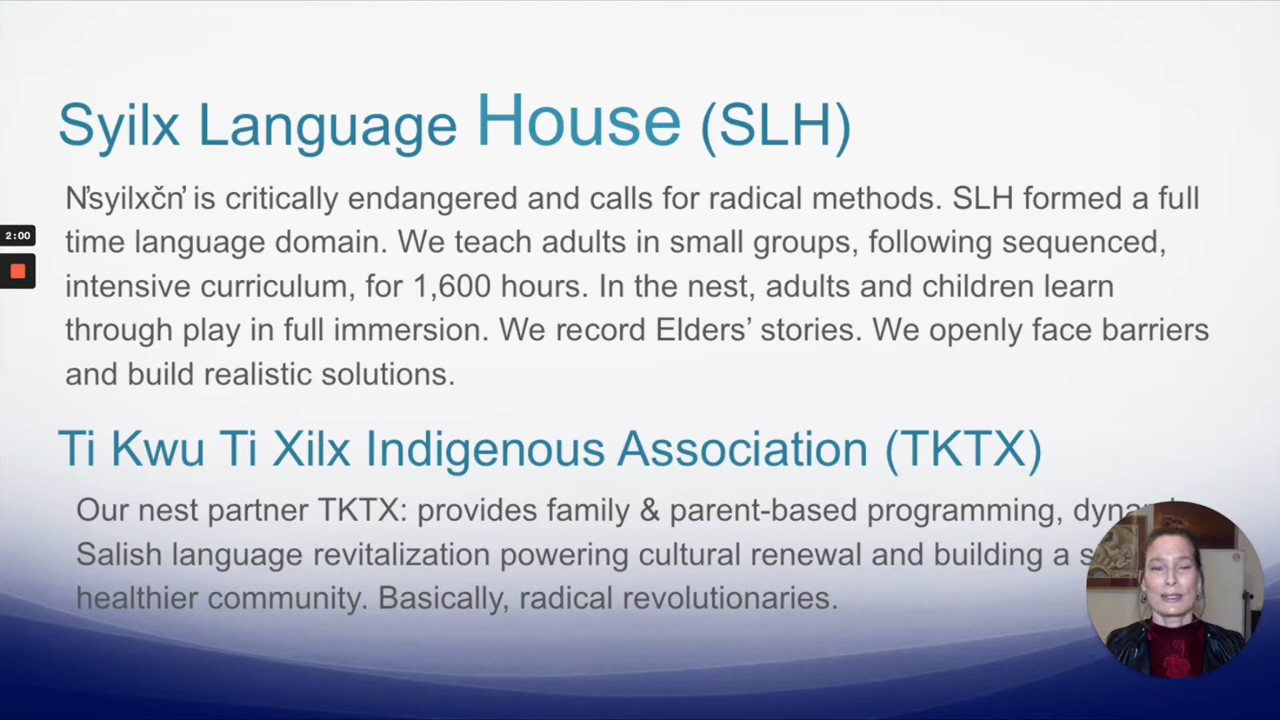 Syilx Language House (SLH)
N̓syilxčn̓ is critically endangered and calls for radical methods. SLH formed a full
time language domain. We teach adults in small groups, following sequenced,
intensive curriculum, for 1,600 hours. In the nest, adults and children learn
through play in full immersion. We record Elders’ stories. We openly face barriers
and build realistic solutions.
2:00
Ti Kwu Ti Xilx Indigenous Association (TKTX)
Our nest partner TKTX: provides family & parent-based programming,
Salish language revitalization powering cultural renewal and building a
healthier community. Basically, radical revolutionaries.